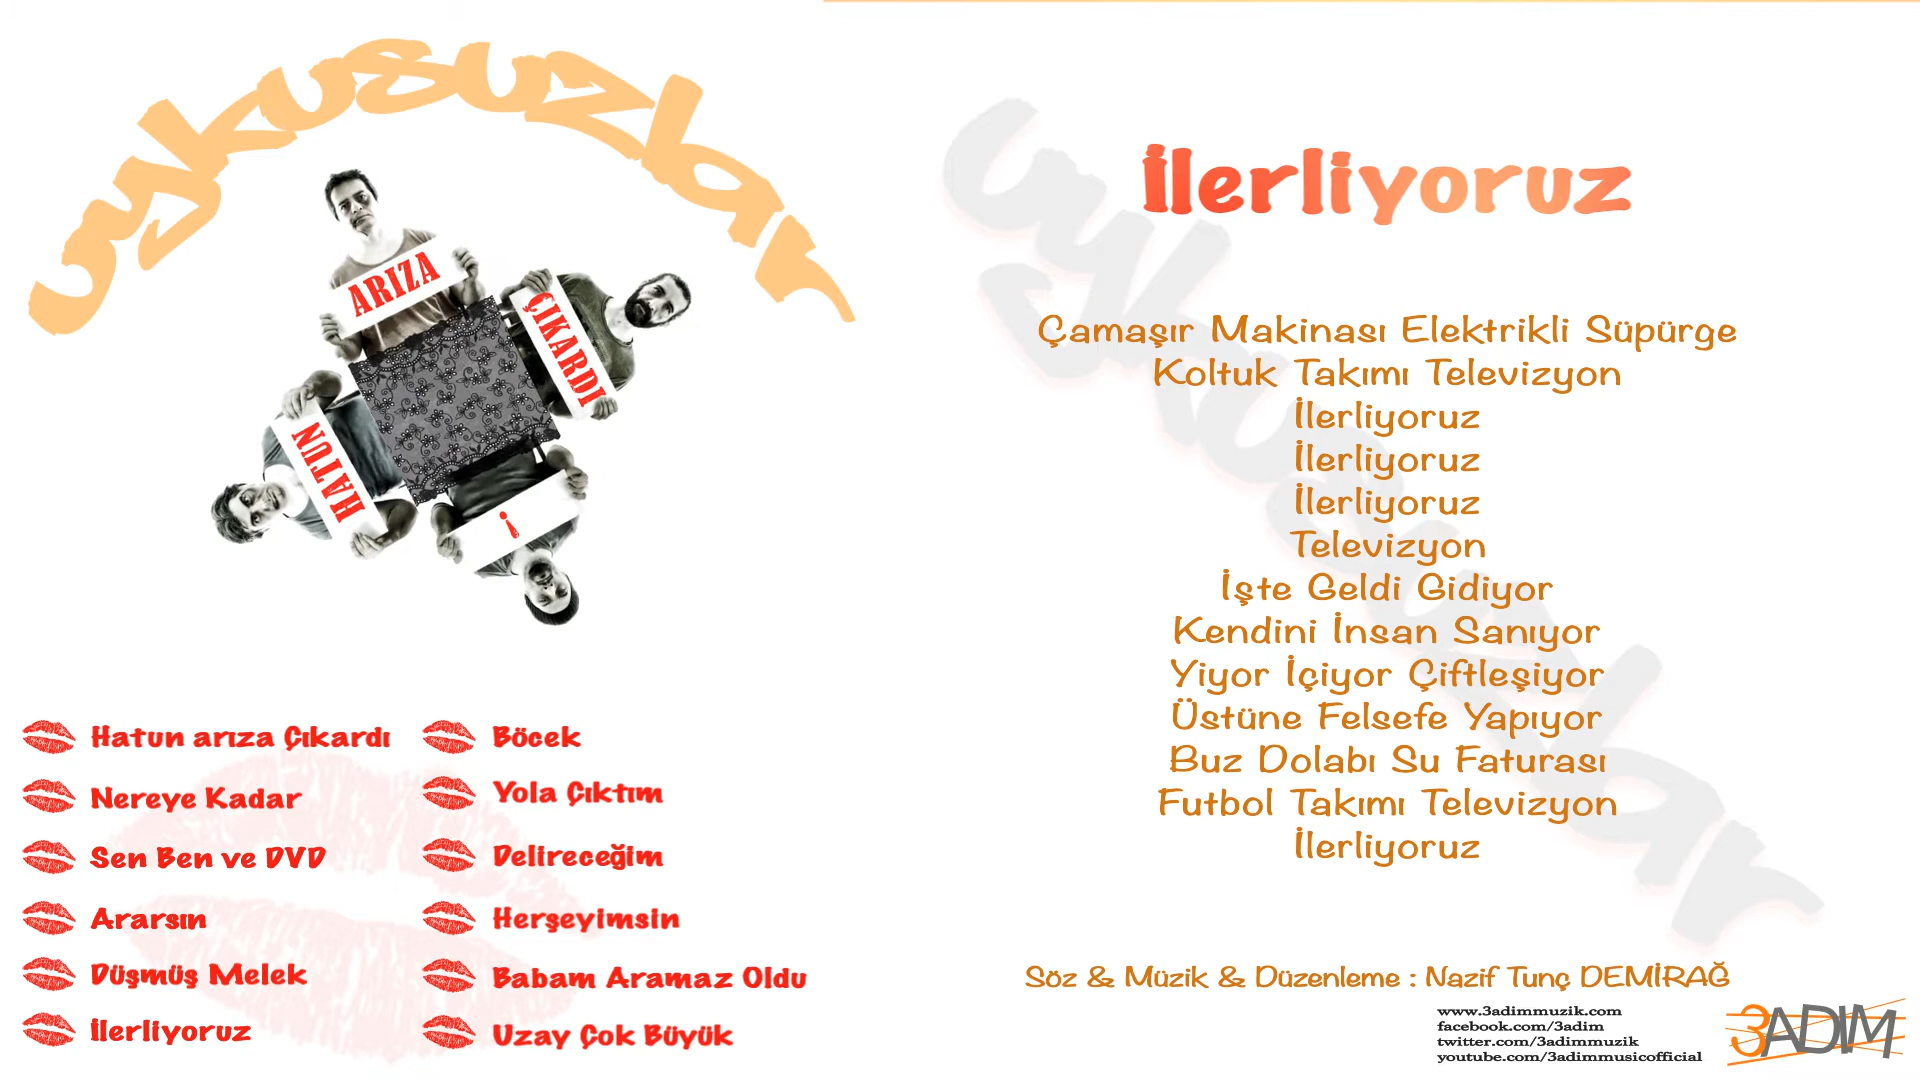 uykusuzlar
ARIZA
ÇIKARDI
HATUN
!
Hatun arıza Çıkardı
Nereye Kadar
Sen Ben ve DVD
Ararsın
Düşmüş Melek
İlerliyoruz
Böcek
Yola Çıktım
Delireceğim
Herşeyimsin
Babam Aramaz Oldu
Uzay Çok Büyük
uykusuzlar
İlerliyoruz
Çamaşır Makinası Elektrikli Süpürge
Koltuk Takımı Televizyon
İlerliyoruz
İlerliyoruz
İlerliyoruz
Televizyon
İşte Geldi Gidiyor
Kendini İnsan Sanıyor
Yiyor İçiyor Çiftleşiyor
Üstüne Felsefe Yapıyor
Buz Dolabı Su Faturası
Futbol Takımı Televizyon
İlerliyoruz
Söz & Müzik & Düzenleme : Nazif Tunç DEMİRAĞ
www.3adimmuzik.com
facebook.com/3adim
twitter.com/3adimmuzik
youtube.com/3adimmusicofficial
3ADIM